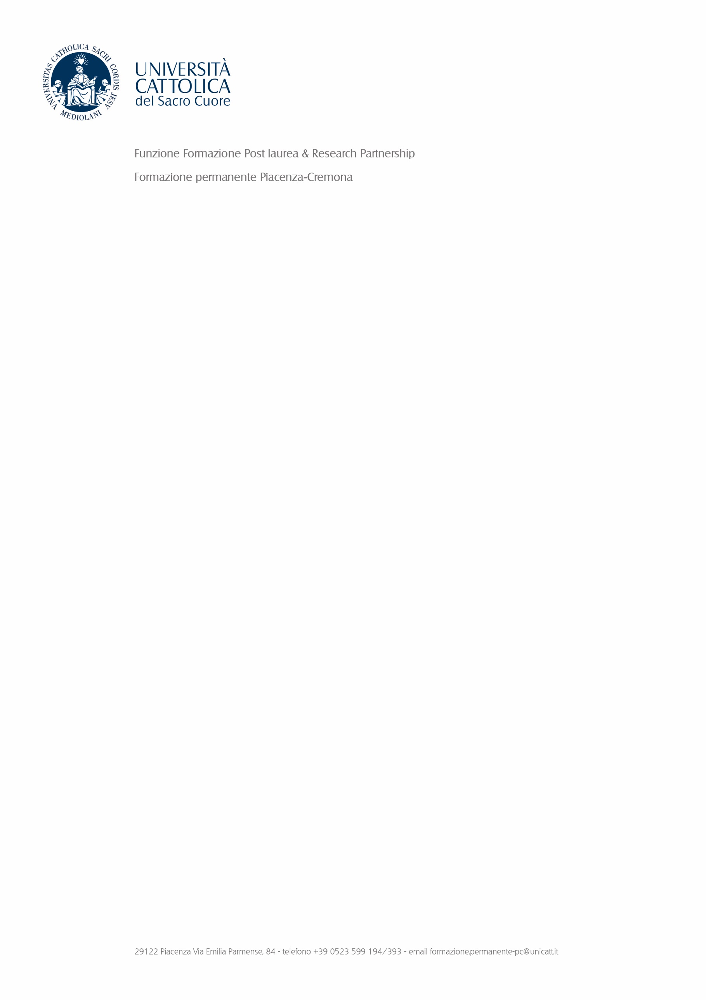 VNIVERSITAS CATHOLICA SACRI CORDIS JESV
MEDIOLANI
UNIVERSITÀ
CATTOLICA
del Sacro Cuore
Funzione Formazione Post laurea & Research Partnership
Formazione permanente Piacenza-Cremona
29122 Piacenza Via Emilia Parmense, 84 - telefono +39 0523 599 194/393 - email formazione.permanente-pc@unicatt.it